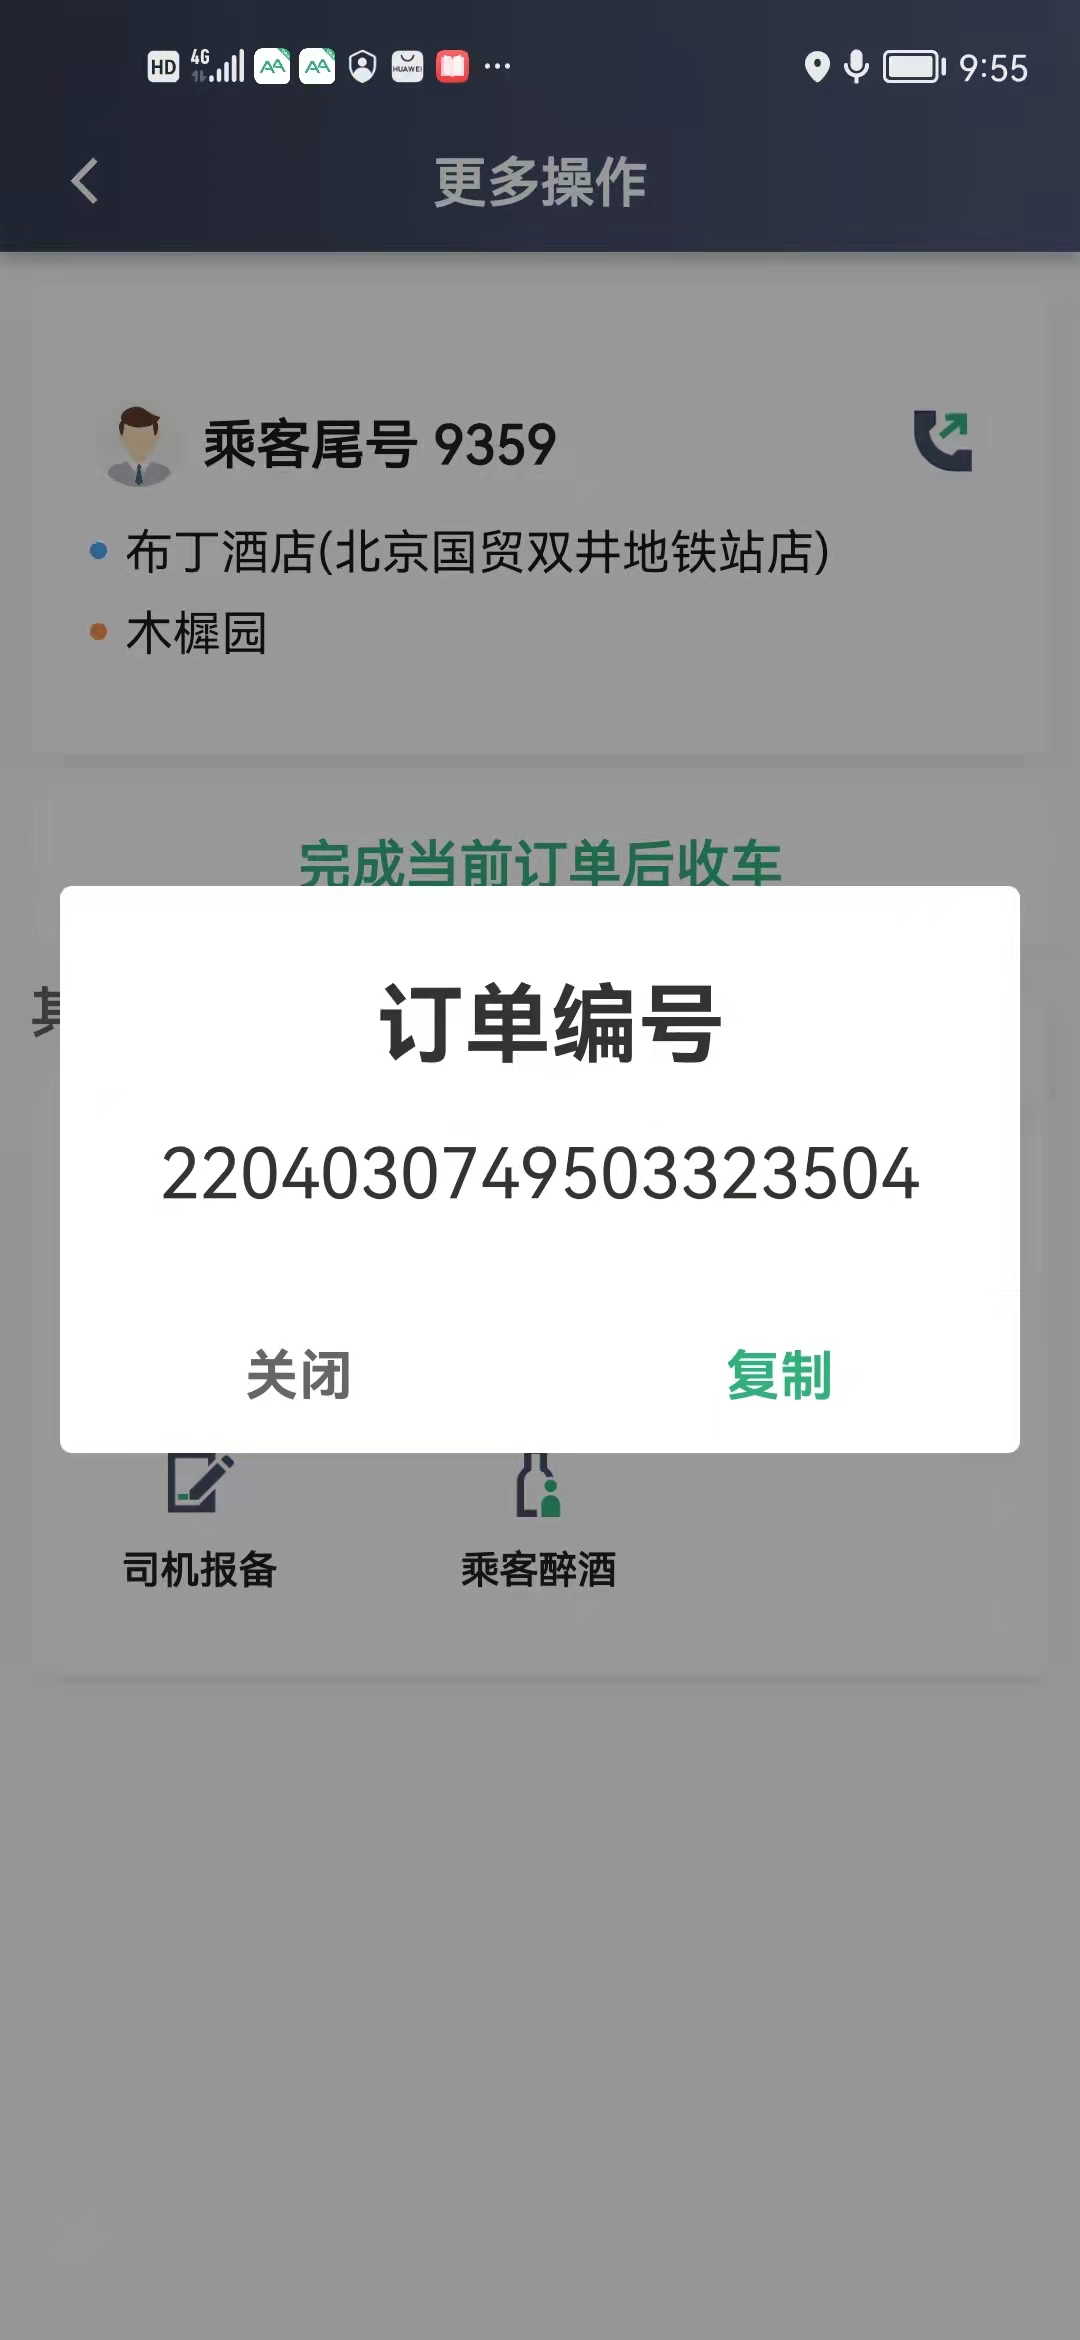 HD 4G HUAWEI 9:55
更多操作
乘客尾号 9359
布丁酒店(北京国贸双井地铁站店)
木樨园
完成当前订单后收车
订单编号
2204030749503323504
关闭 复制
司机报备 乘客醉酒